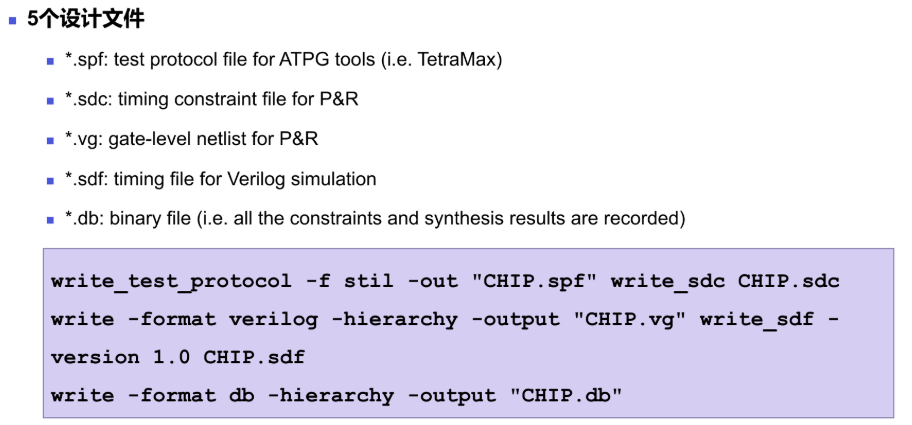 5个设计文件
*.spf: test protocol file for ATPG tools (i.e. TetraMax)
*.sdc: timing constraint file for P&R
*.vg: gate-level netlist for P&R
*.sdf: timing file for Verilog simulation
*.db: binary file (i.e. all the constraints and synthesis results are recorded)
write_test_protocol -f stil -out "CHIP.spf" write_sdc CHIP.sdc
write -format verilog -hierarchy -output "CHIP.vg" write_sdf -
version 1.0 CHIP.sdf
write -format db -hierarchy -output "CHIP.db"